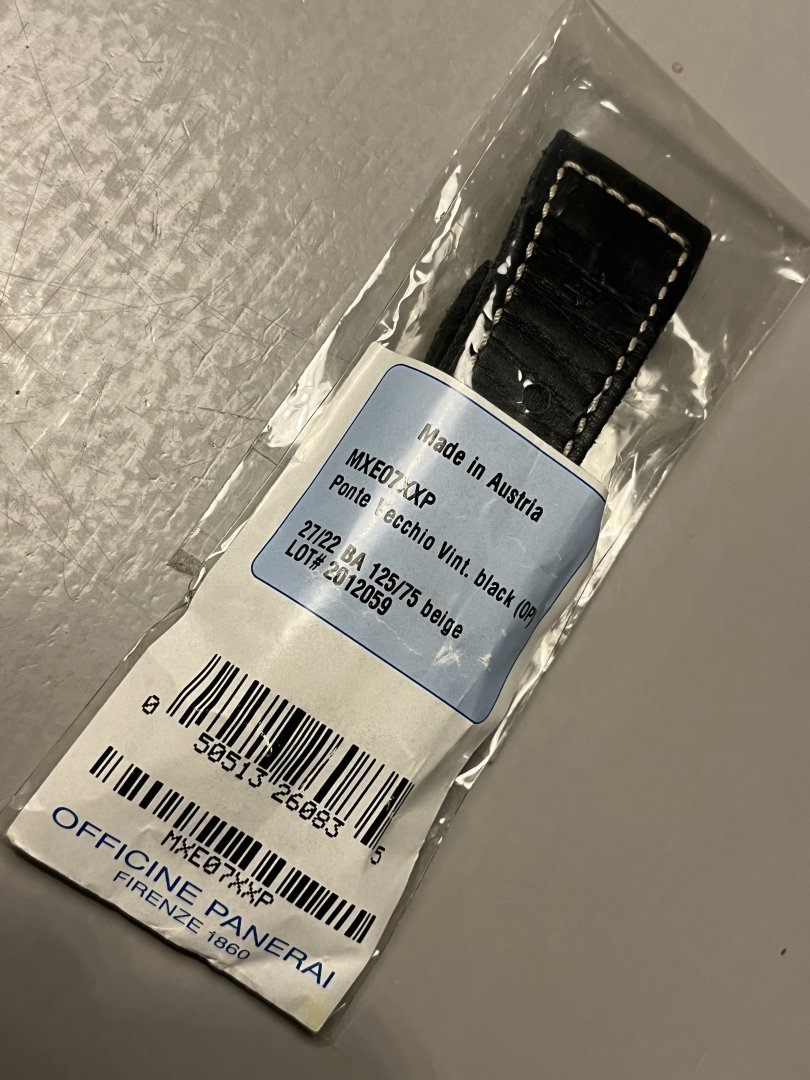 Made in Austria
MXE07XXP
Ponte Vecchio Vint. black (OP)
27/22 BA 125/75 beige
LOT# 2012059
0 50513 26083 5
MXE07XXP
OFFICINE PANERAI
FIRENZE 1860